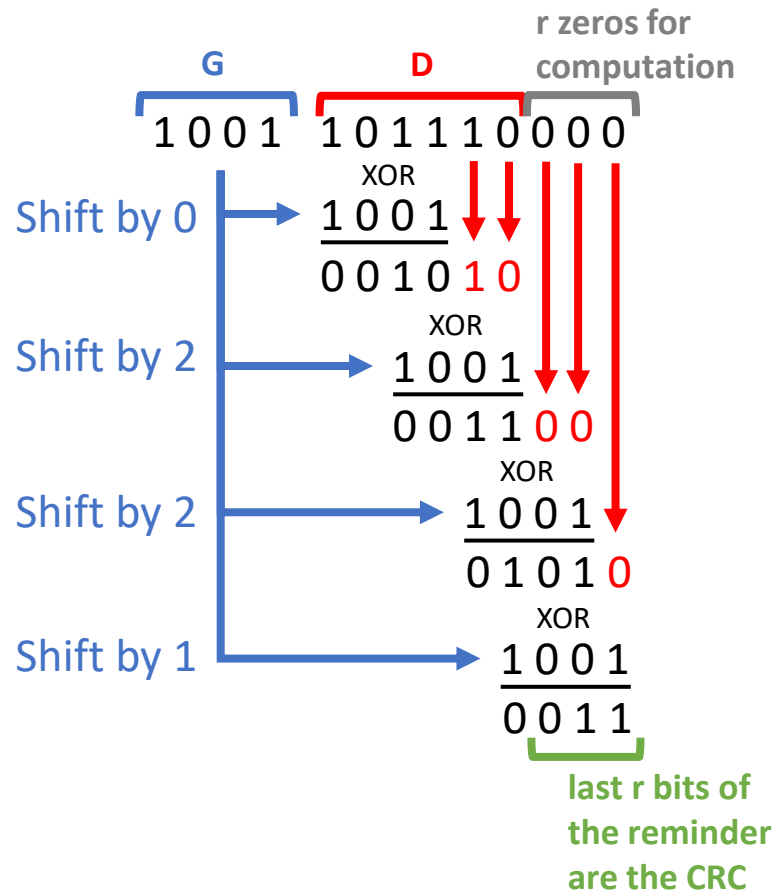 r zeros for
computation
G
D
1 0 0 1
1 0 1 1 1 0 0 0 0
XOR
Shift by 0
1 0 0 1
0 0 1 0 1 0
XOR
Shift by 2
1 0 0 1
0 0 1 1 0 0
XOR
Shift by 2
1 0 0 1
0 1 0 1 0
XOR
Shift by 1
1 0 0 1
0 0 1 1
last r bits of
the reminder
are the CRC